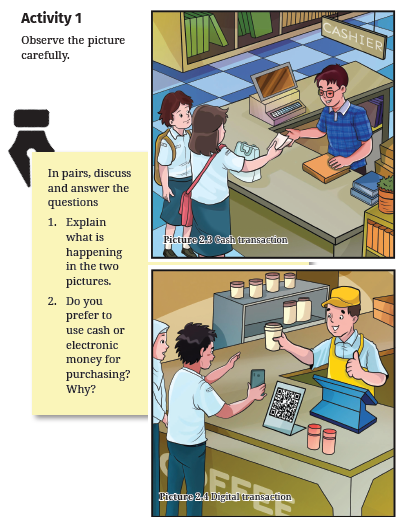 Activity 1
Observe the picture
carefully.
In pairs, discuss
and answer the
questions
1. Explain
what is
happening
in the two
pictures.
2. Do you
prefer to
use cash or
electronic
money for
purchasing?
Why?
CASHIER
Picture 2.3 Cash transaction
COFFEE
Picture 2.4 Digital transaction